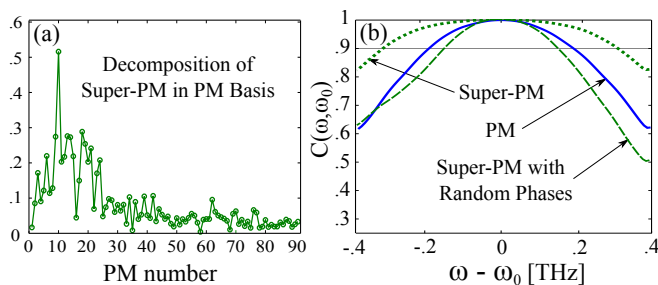 (a)
Decomposition of
Super-PM in PM Basis
.6
.5
.4
.3
.2
.1
0
0 10 20 30 40 50 60 70 80 90
PM number
(b)
C(ω,ω₀)
1
.9
.8
.7
.6
.5
.4
.3
Super-PM
PM
Super-PM with
Random Phases
-.4 -.2 0 .2 .4
ω - ω₀ [THz]